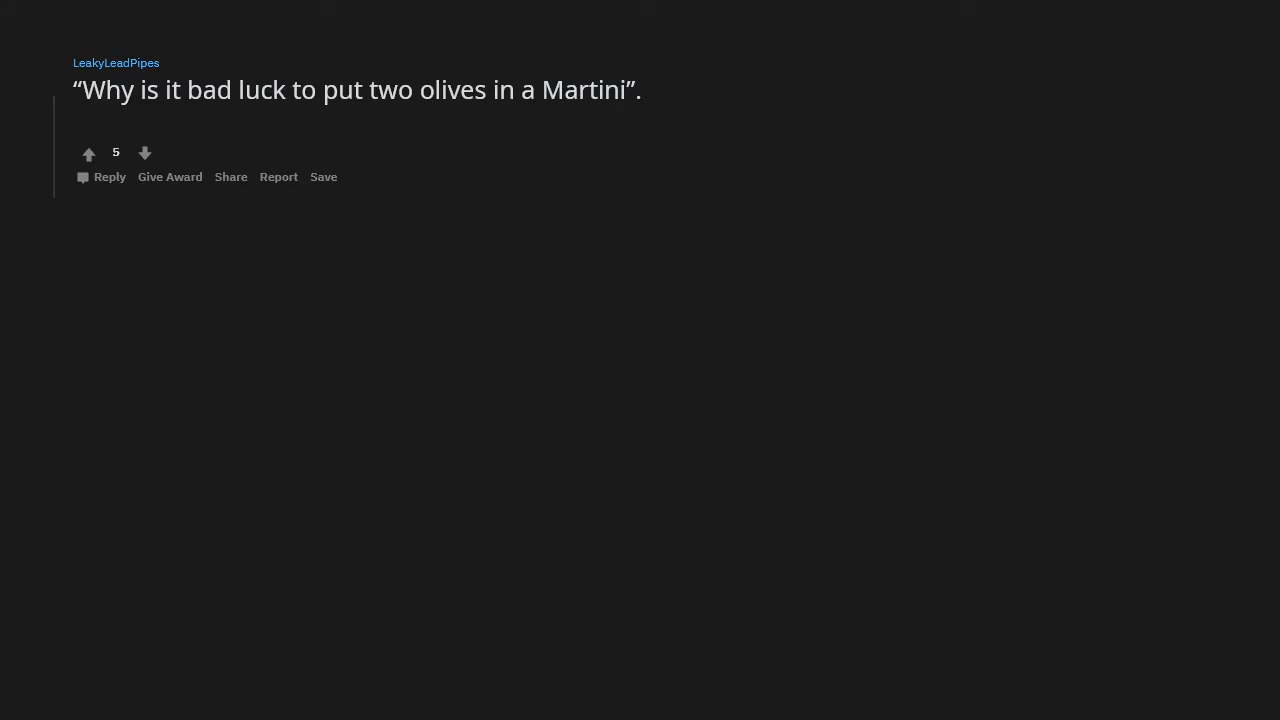 LeakyLeadPipes
“Why is it bad luck to put two olives in a Martini”.
5
Reply Give Award Share Report Save